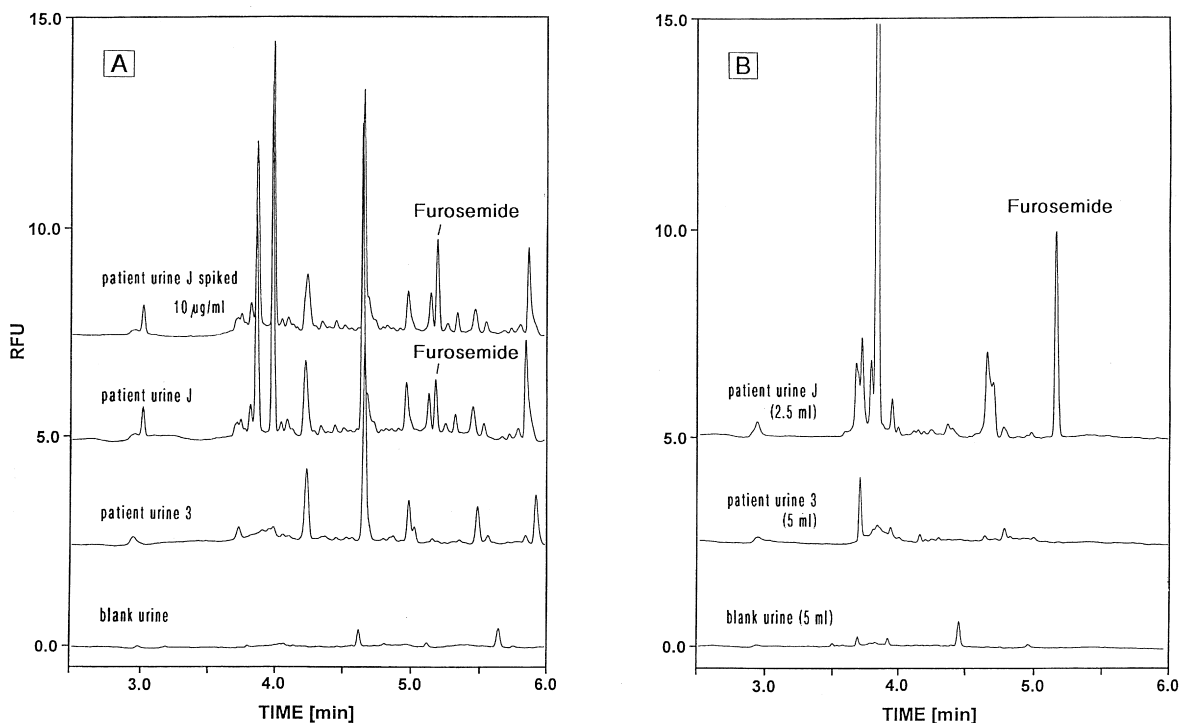 15.0
A
Furosemide
10.0
patient urine J spiked
10 µg/ml
RFU
Furosemide
patient urine J
5.0
patient urine 3
blank urine
0.0
3.0 4.0 5.0 6.0
TIME [min]
15.0
B
Furosemide
10.0
patient urine J
(2.5 ml)
5.0
patient urine 3
(5 ml)
blank urine (5 ml)
0.0
3.0 4.0 5.0 6.0
TIME [min]